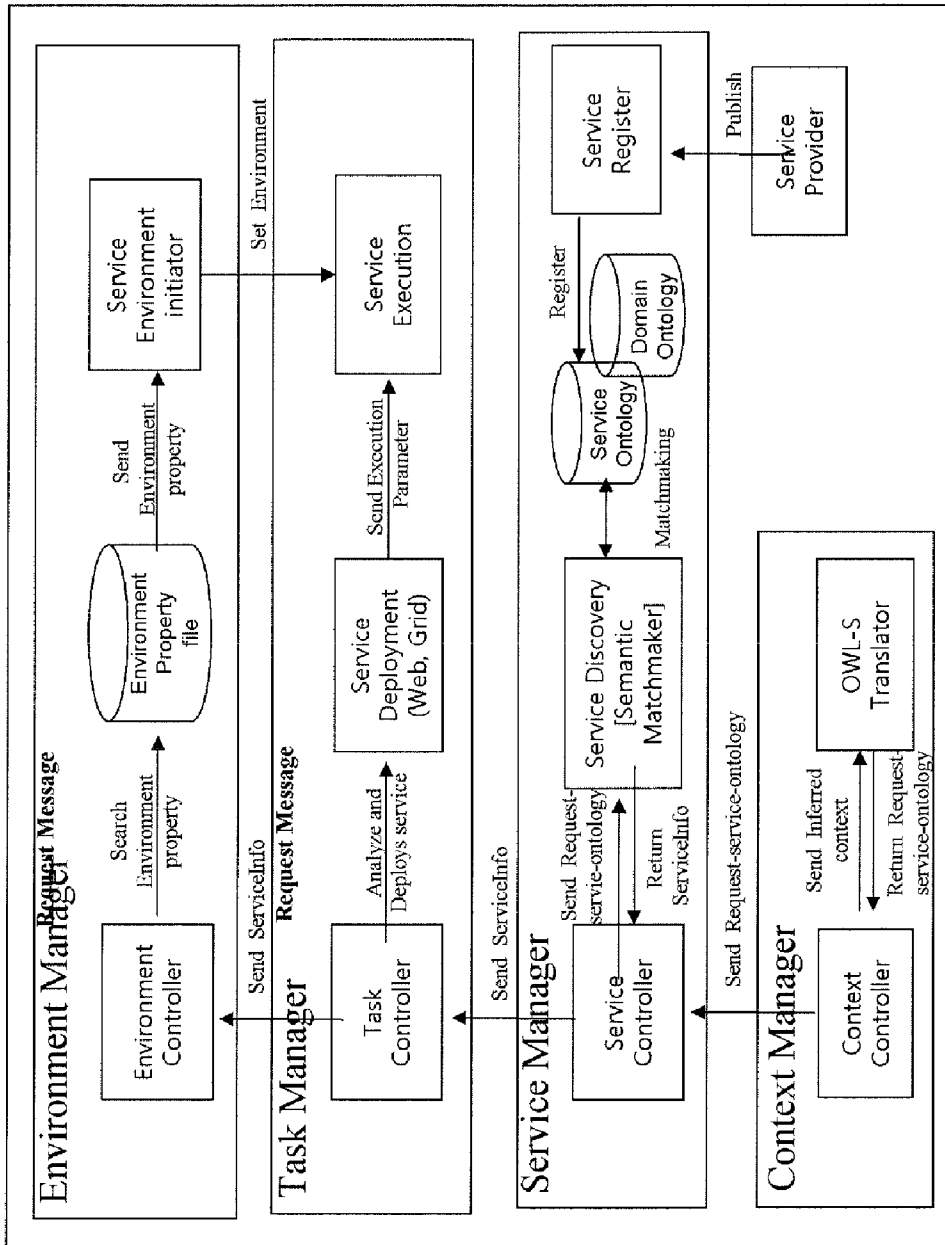 Environment Manager
Request Message
Environment
Controller
Search
Environment
property
Environment
Property
file
Send
Environment
property
Service
Environment
initiator
Send ServiceInfo
Set Environment
Task Manager
Request Message
Task
Controller
Analyze and
Deploys service
Service
Deployment
(Web, Grid)
Send Execution
Parameter
Service
Execution
Send ServiceInfo
Service Manager
Service
Controller
Send Request-
servie-ontology
Return
ServiceInfo
Service Discovery
[Semantic
Matchmaker]
Matchmaking
Service
Ontology
Domain
Ontology
Register
Service
Register
Publish
Service
Provider
Send Request-service-ontology
Context Manager
Context
Controller
Send Inferred
context
Return Request-
service-ontology
OWL-S
Translator